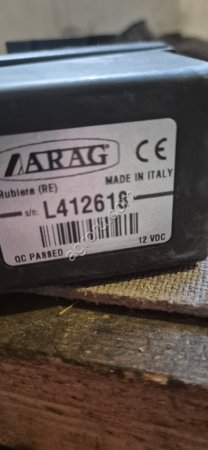 ARAG CE
MADE IN ITALY
Rubiera (RE)
s/n: L412618
12 VDC
QC PASSED